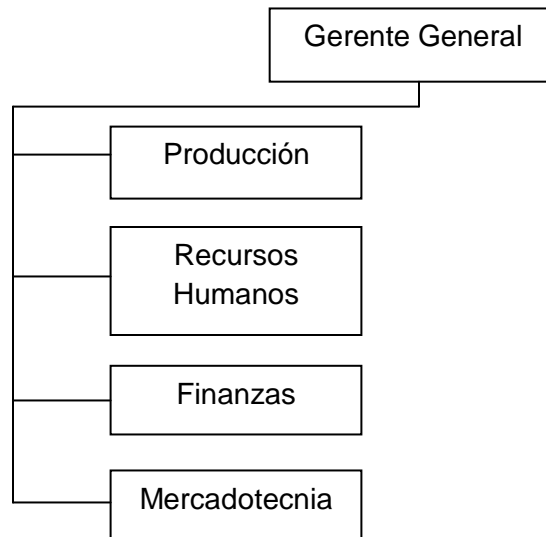 Gerente General
Producción
Recursos
Humanos
Finanzas
Mercadotecnia